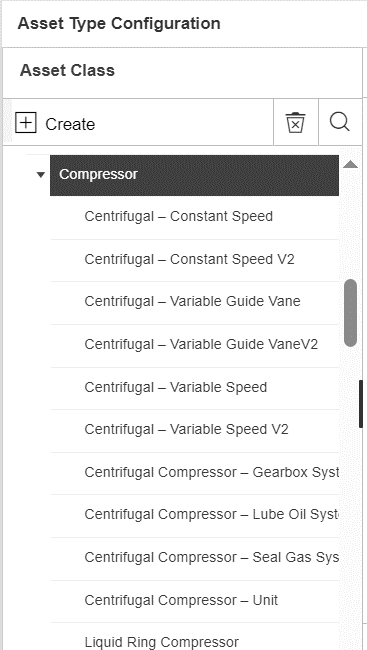 Asset Type Configuration
Asset Class
Create
Compressor
Centrifugal – Constant Speed
Centrifugal – Constant Speed V2
Centrifugal – Variable Guide Vane
Centrifugal – Variable Guide VaneV2
Centrifugal – Variable Speed
Centrifugal – Variable Speed V2
Centrifugal Compressor – Gearbox Syst
Centrifugal Compressor – Lube Oil Syst
Centrifugal Compressor – Seal Gas Sys
Centrifugal Compressor – Unit
Liquid Ring Compressor